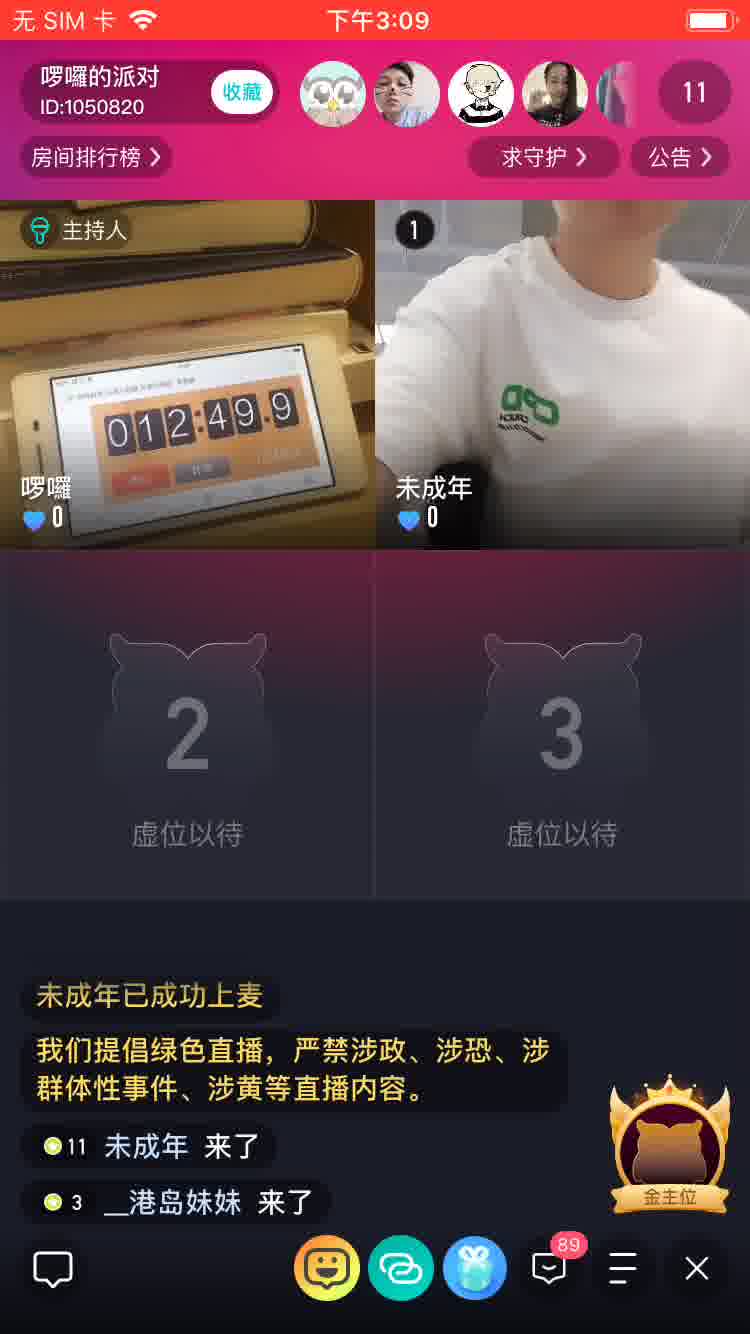 无 SIM 卡
下午3:09
啰囉的派对
ID:1050820
收藏
11
房间排行榜
求守护
公告
主持人
1
012:49.9
啰囉
0
未成年
0
2
虚位以待
3
虚位以待
未成年已成功上麦
我们提倡绿色直播，严禁涉政、涉恐、涉
群体性事件、涉黄等直播内容。
11 未成年 来了
3 __港岛妹妹 来了
金主位
89